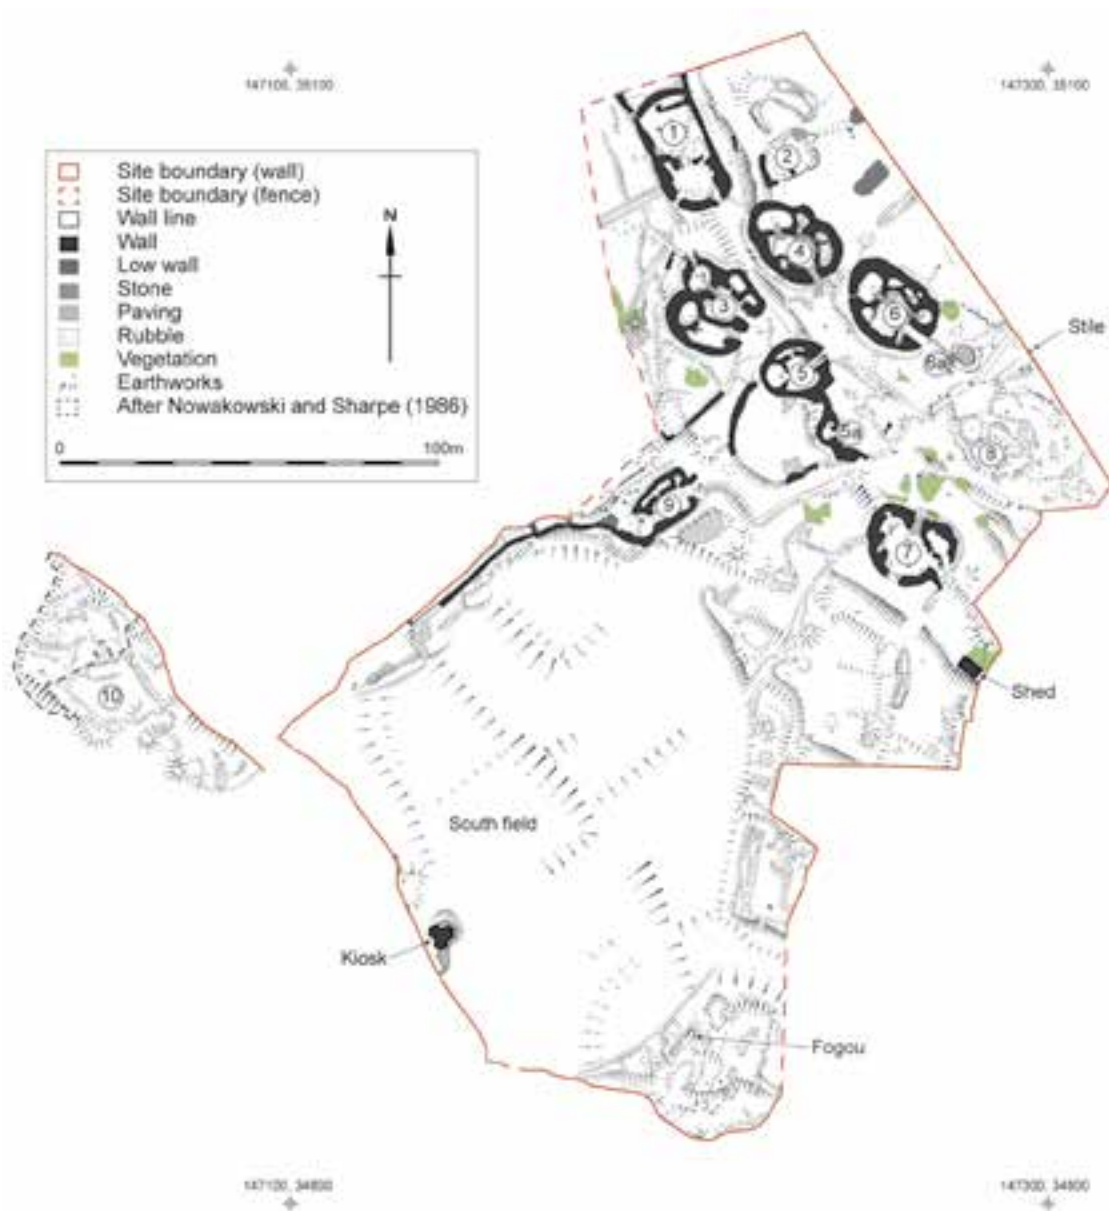 147100, 35100
147300, 35100
Site boundary (wall)
Site boundary (fence)
Wall line
Wall
Low wall
Stone
Paving
Rubble
Vegetation
Earthworks
After Nowakowski and Sharpe (1986)
N
0
100m
1
2
4
3
6
Stile
6a
5
5a
8
9
7
10
Shed
South field
Kiosk
Fogou
147100, 34800
147300, 34800